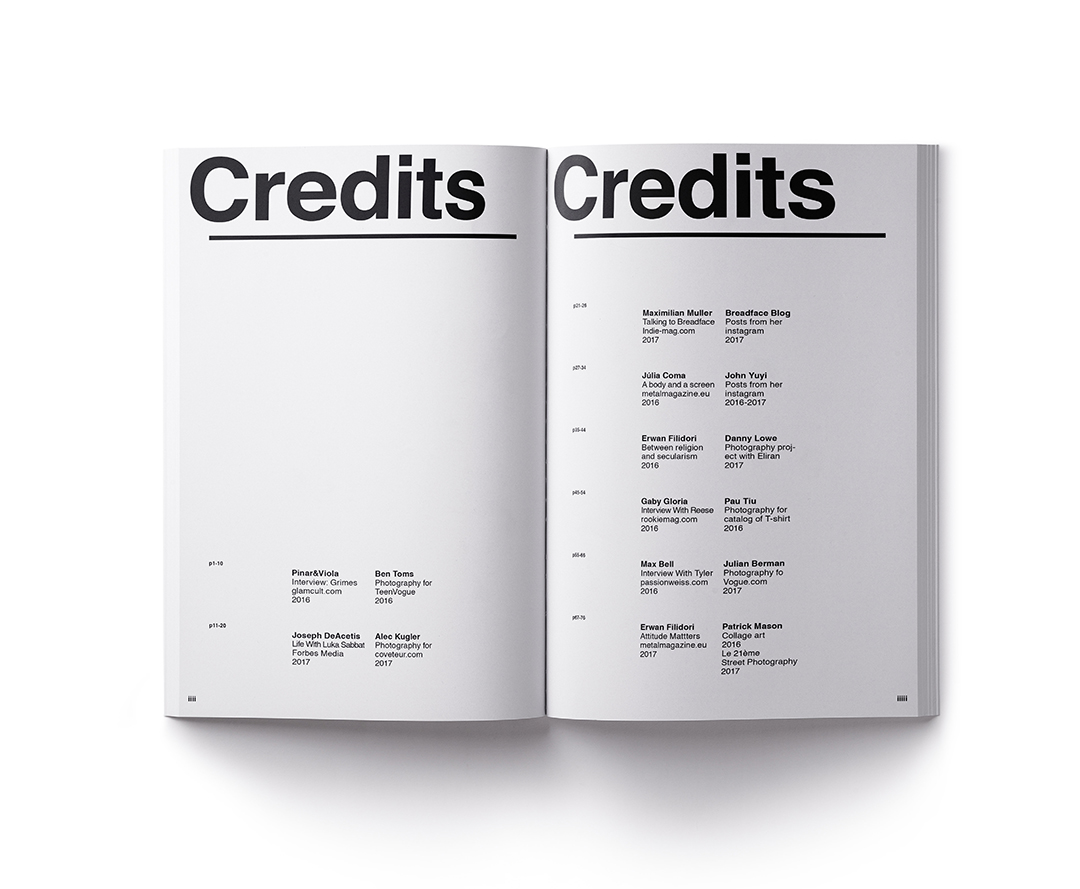 Credits
p1-10
Pinar&Viola
Interview: Grimes
glamcult.com
2016
Ben Toms
Photography for
TeenVogue
2016
p11-20
Joseph DeAcetis
Life With Luka Sabbat
Forbes Media
2017
Alec Kugler
Photography for
coveteur.com
2017
iiii
Credits
p21-26
Maximilian Muller
Talking to Breadface
Indie-mag.com
2017
Breadface Blog
Posts from her
instagram
2017
p27-34
Júlia Coma
A body and a screen
metalmagazine.eu
2016
John Yuyi
Posts from her
instagram
2016-2017
p35-44
Erwan Filidori
Between religion
and secularism
2016
Danny Lowe
Photography proj-
ect with Eliran
2017
p45-54
Gaby Gloria
Interview With Reese
rookiemag.com
2016
Pau Tiu
Photography for
catalog of T-shirt
2016
p55-66
Max Bell
Interview With Tyler
passionweiss.com
2016
Julian Berman
Photography fo
Vogue.com
2017
p67-76
Erwan Filidori
Attitude Mattters
metalmagazine.eu
2017
Patrick Mason
Collage art
2016
Le 21ème
Street Photography
2017
iiiii